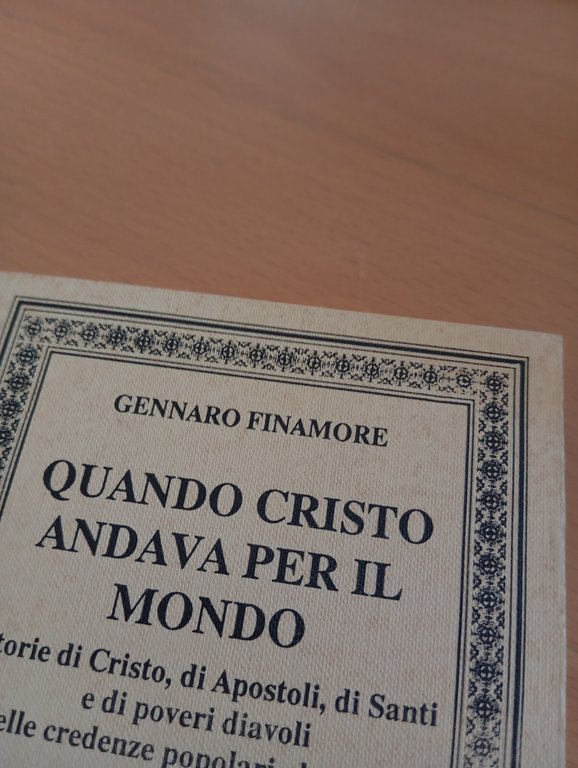 GENNARO FINAMORE
QUANDO CRISTO
ANDAVA PER IL
MONDO
torie di Cristo, di Apostoli, di Santi
e di poveri diavoli
elle credenze popolari